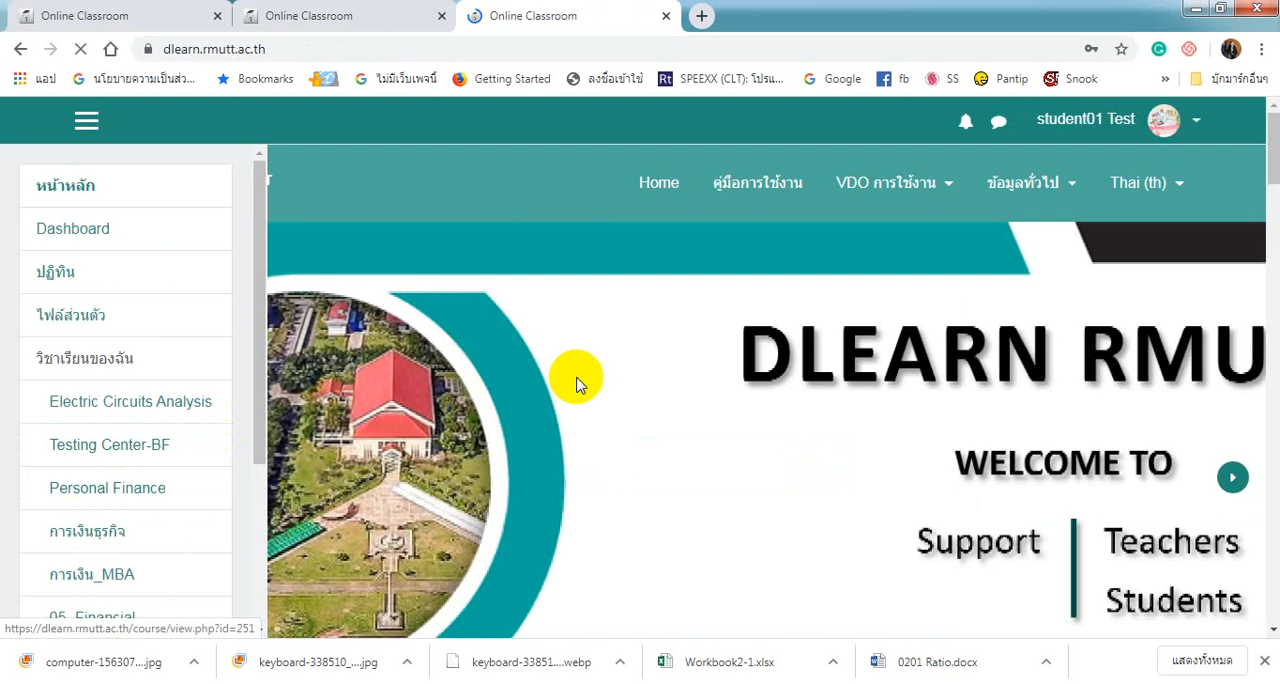 Online Classroom
Online Classroom
Online Classroom
dlearn.rmutt.ac.th
แอป
นโยบายความเป็นส่ว...
Bookmarks
ไม่มีเว็บเพจนี้
Getting Started
ลงชื่อเข้าใช้
Rt SPEEXX (CLT): โปรแ...
Google
fb
SS
Pantip
Snook
»
บุ๊กมาร์กอื่นๆ
student01 Test
หน้าหลัก
Dashboard
ปฏิทิน
ไฟล์ส่วนตัว
วิชาเรียนของฉัน
Electric Circuits Analysis
Testing Center-BF
Personal Finance
การเงินธุรกิจ
การเงิน_MBA
05_Financial
T
Home
คู่มือการใช้งาน
VDO การใช้งาน
ข้อมูลทั่วไป
Thai (th)
DLEARN RMU
WELCOME TO
Support
Teachers
Students
https://dlearn.rmutt.ac.th/course/view.php?id=251
computer-156307...jpg
keyboard-338510_....jpg
keyboard-33851....webp
Workbook2-1.xlsx
0201 Ratio.docx
แสดงทั้งหมด